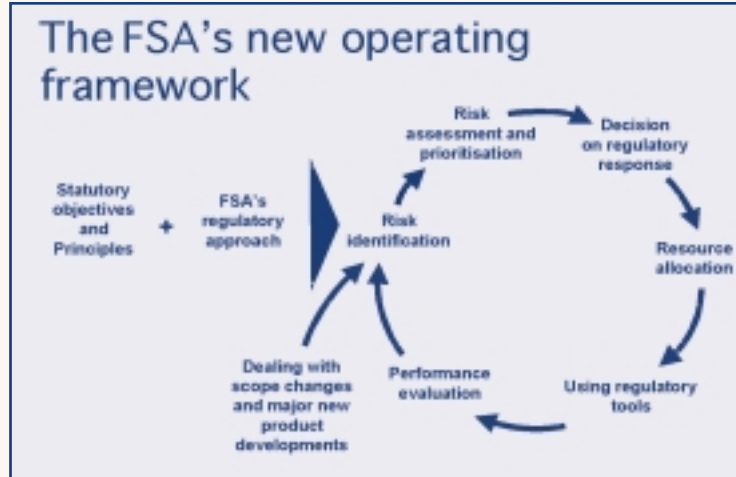 The FSA's new operating
framework
Statutory
objectives
and
Principles
+
FSA's
regulatory
approach
Risk
identification
Risk
assessment and
prioritisation
Decision
on regulatory
response
Resource
allocation
Using regulatory
tools
Performance
evaluation
Dealing with
scope changes
and major new
product
developments